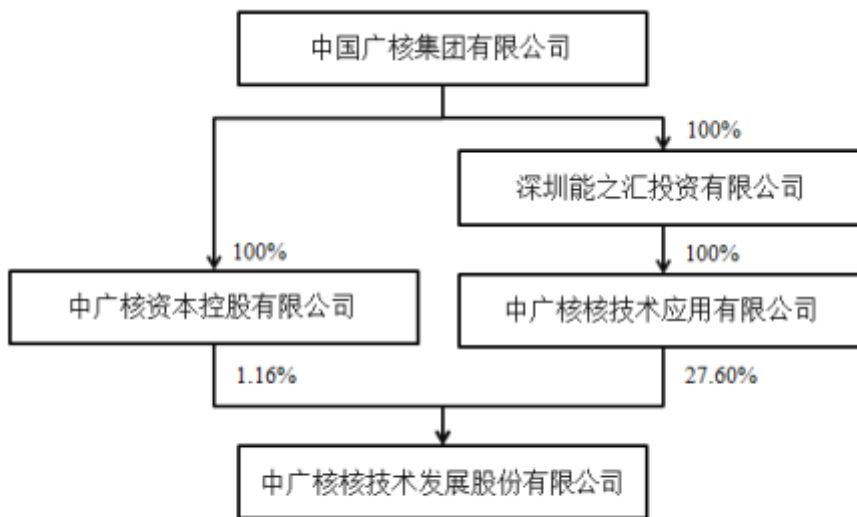 中国广核集团有限公司
100%
深圳能之汇投资有限公司
100%
100%
中广核资本控股有限公司
中广核核技术应用有限公司
1.16%
27.60%
中广核核技术发展股份有限公司